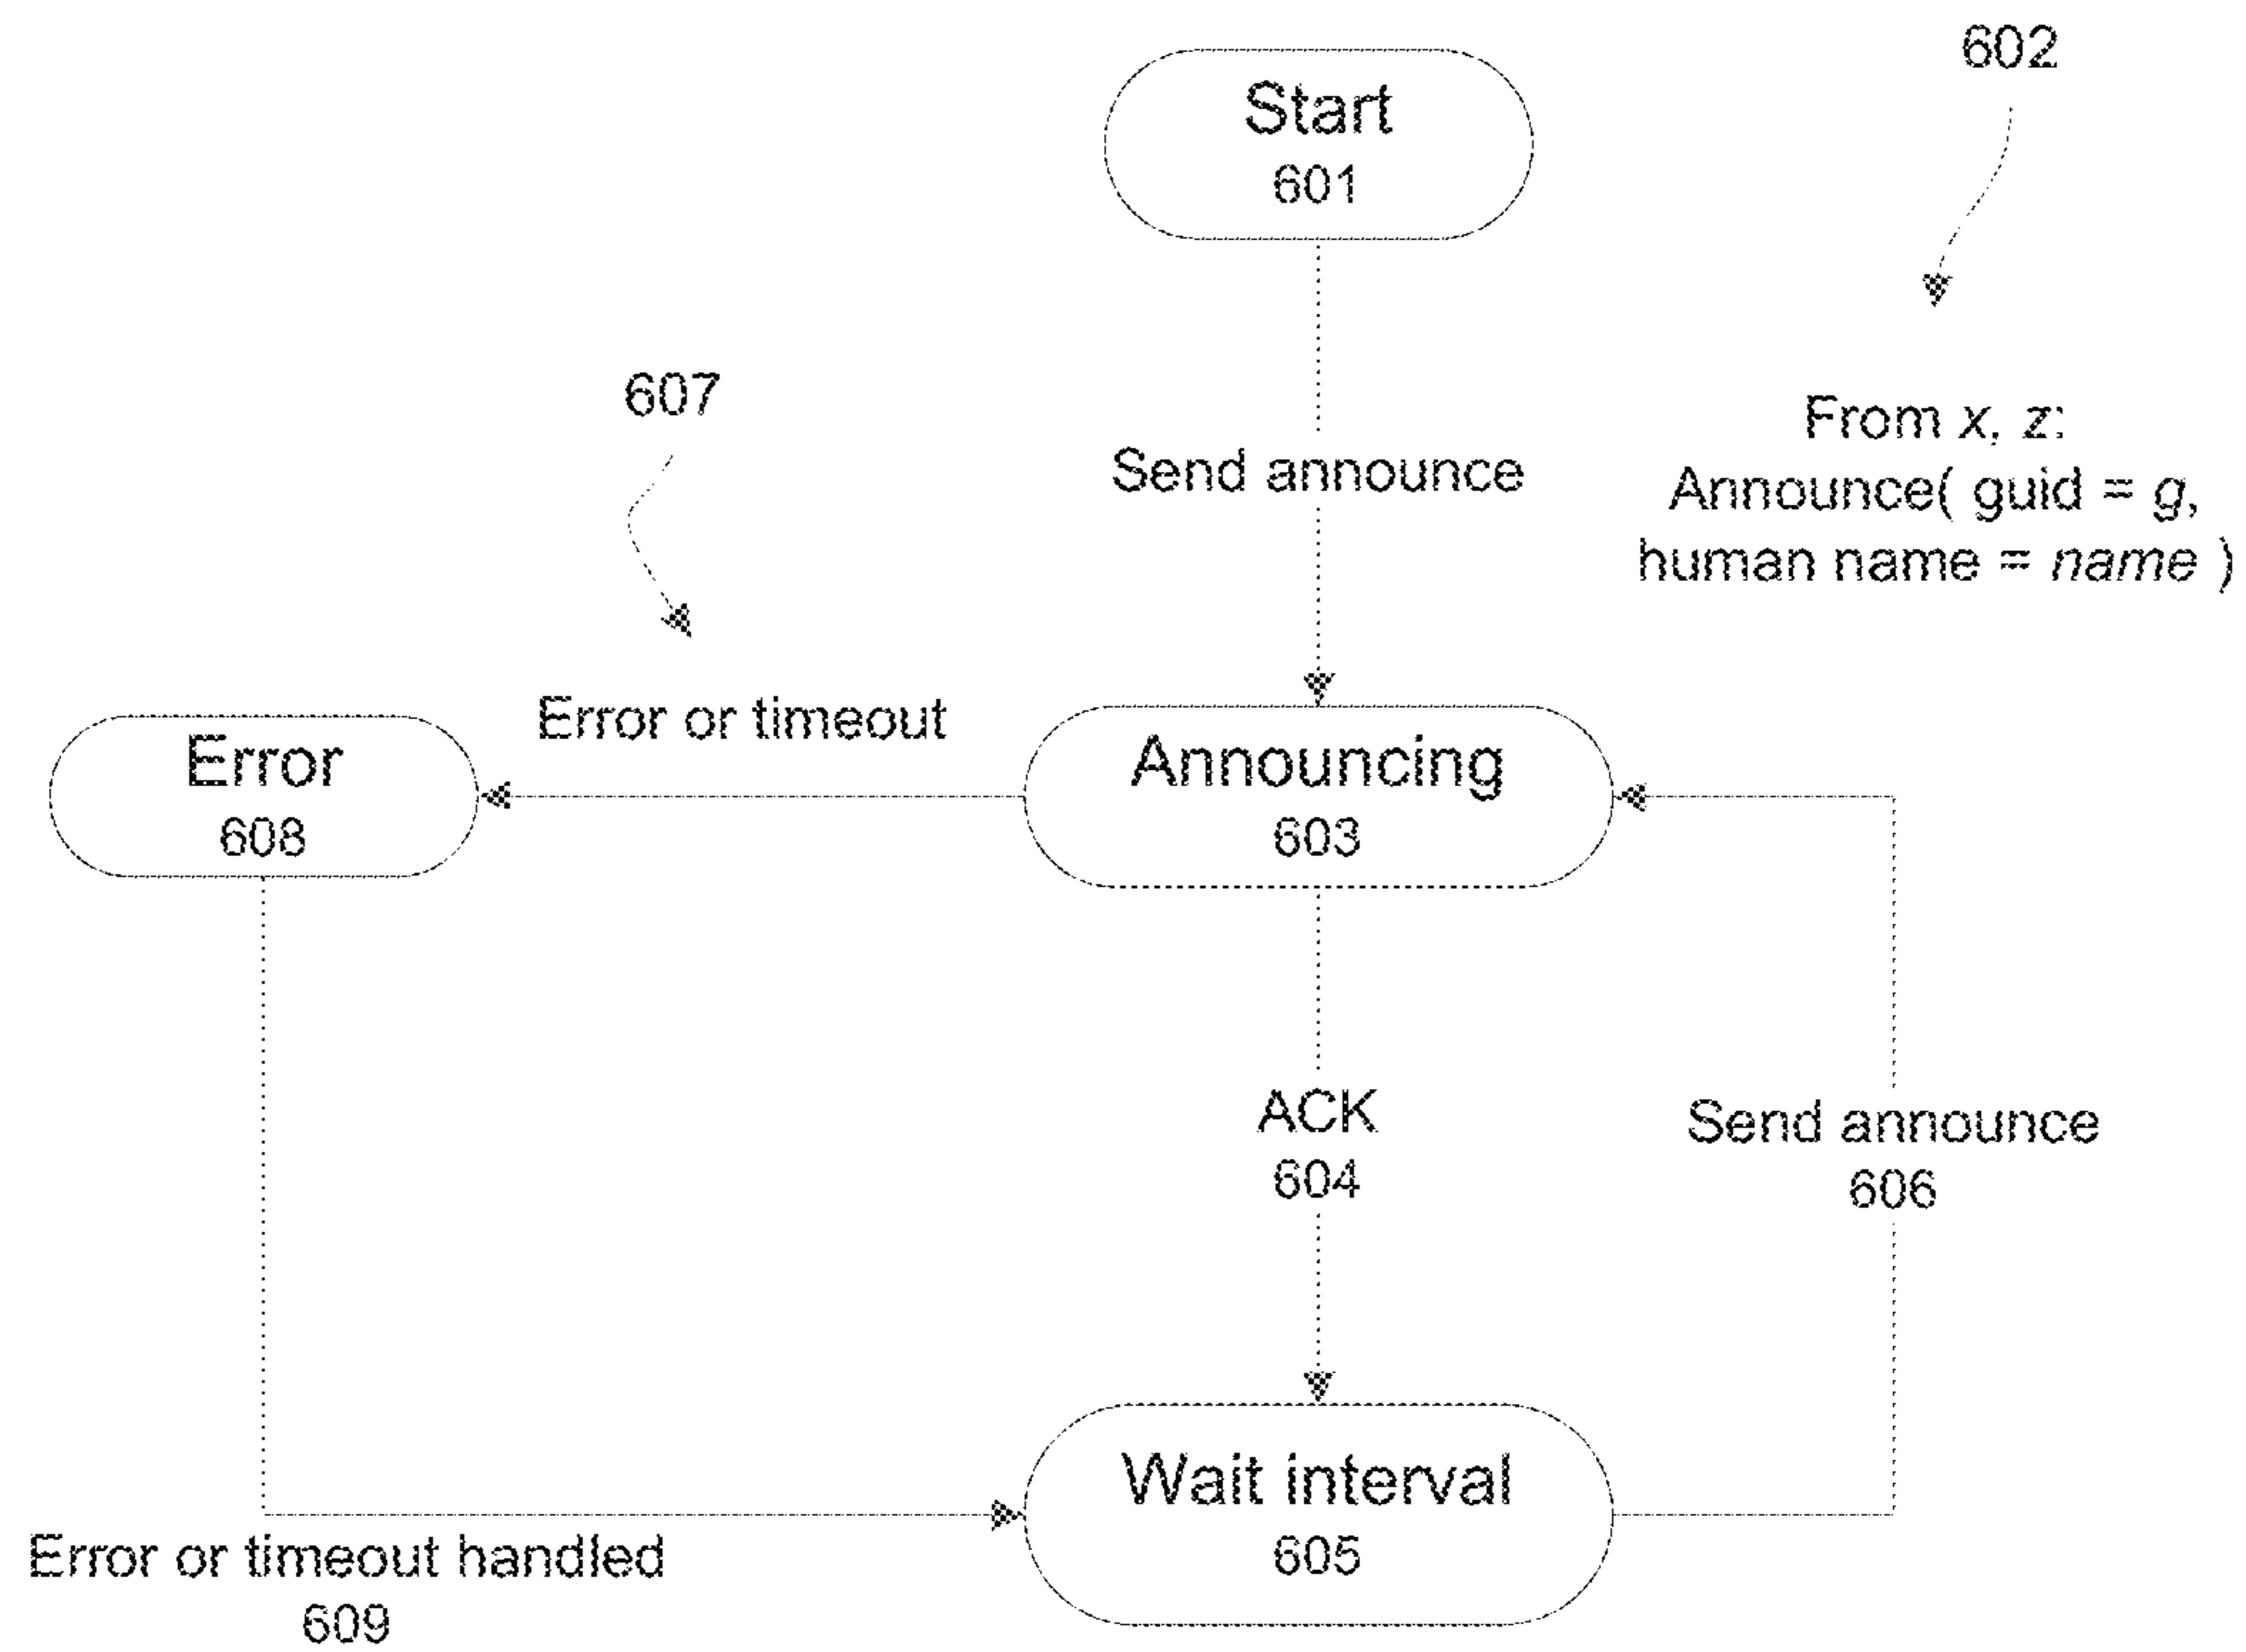 602
Start
601
607
From x, z:
Announce( guid = g,
human name = name )
Send announce
Error or timeout
Error
608
Announcing
603
ACK
604
Send announce
606
Wait interval
605
Error or timeout handled
609